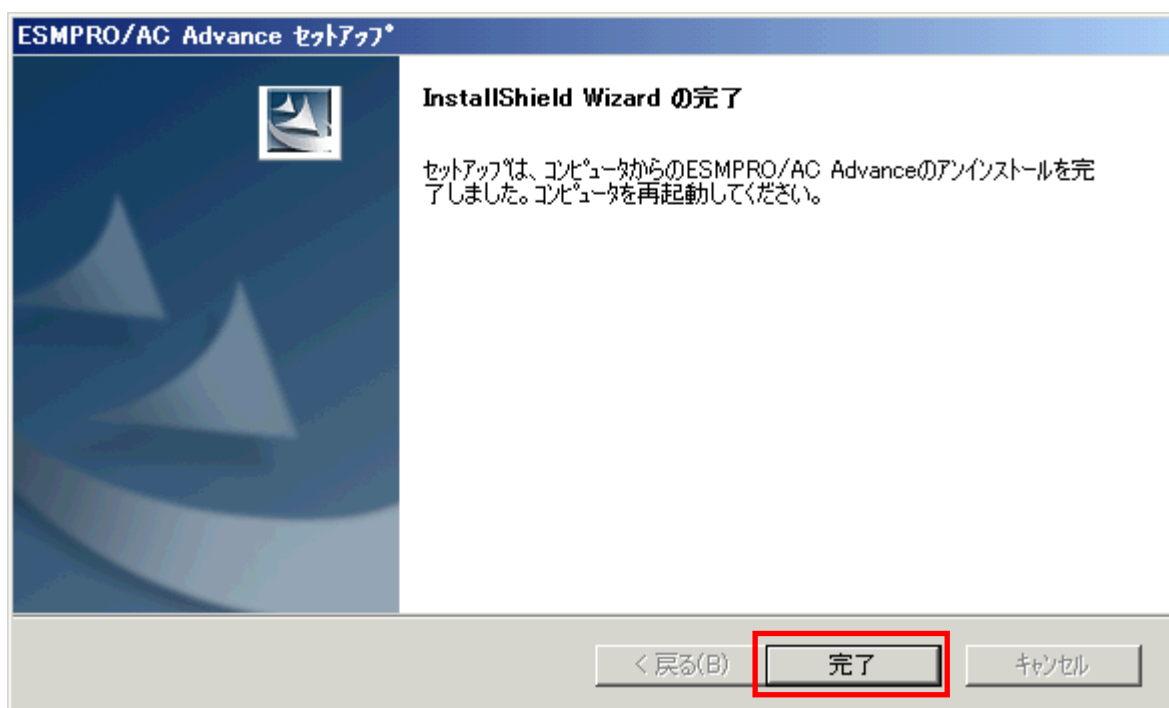 ESMPRO/AC Advance ｾｯﾄｱｯﾌﾟ
InstallShield Wizard の完了
ｾｯﾄｱｯﾌﾟは、ｺﾝﾋﾟｭｰﾀからのESMPRO/AC Advanceのｱﾝｲﾝｽﾄｰﾙを完
了しました。ｺﾝﾋﾟｭｰﾀを再起動してください。
< 戻る(B)
完了
ｷｬﾝｾﾙ